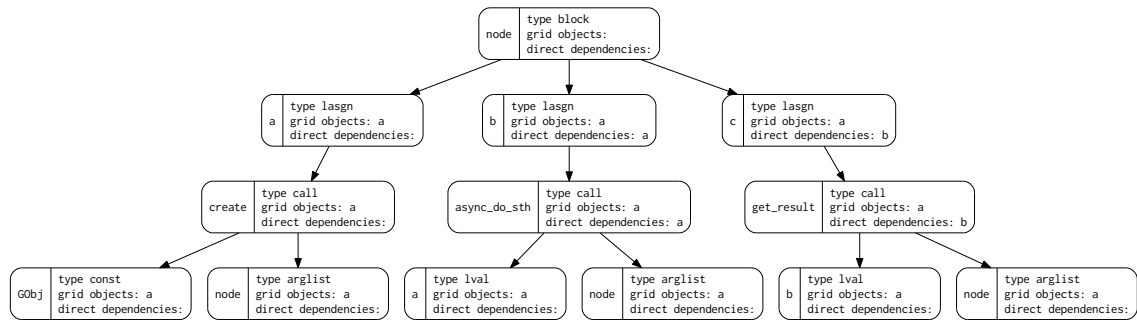 node
type block
grid objects:
direct dependencies:
a
type lasgn
grid objects: a
direct dependencies:
b
type lasgn
grid objects: a
direct dependencies: a
c
type lasgn
grid objects: a
direct dependencies: b
create
type call
grid objects: a
direct dependencies:
async_do_sth
type call
grid objects: a
direct dependencies: a
get_result
type call
grid objects: a
direct dependencies: b
GObj
type const
grid objects: a
direct dependencies:
node
type arglist
grid objects: a
direct dependencies:
a
type lval
grid objects: a
direct dependencies:
node
type arglist
grid objects: a
direct dependencies:
b
type lval
grid objects: a
direct dependencies:
node
type arglist
grid objects: a
direct dependencies: